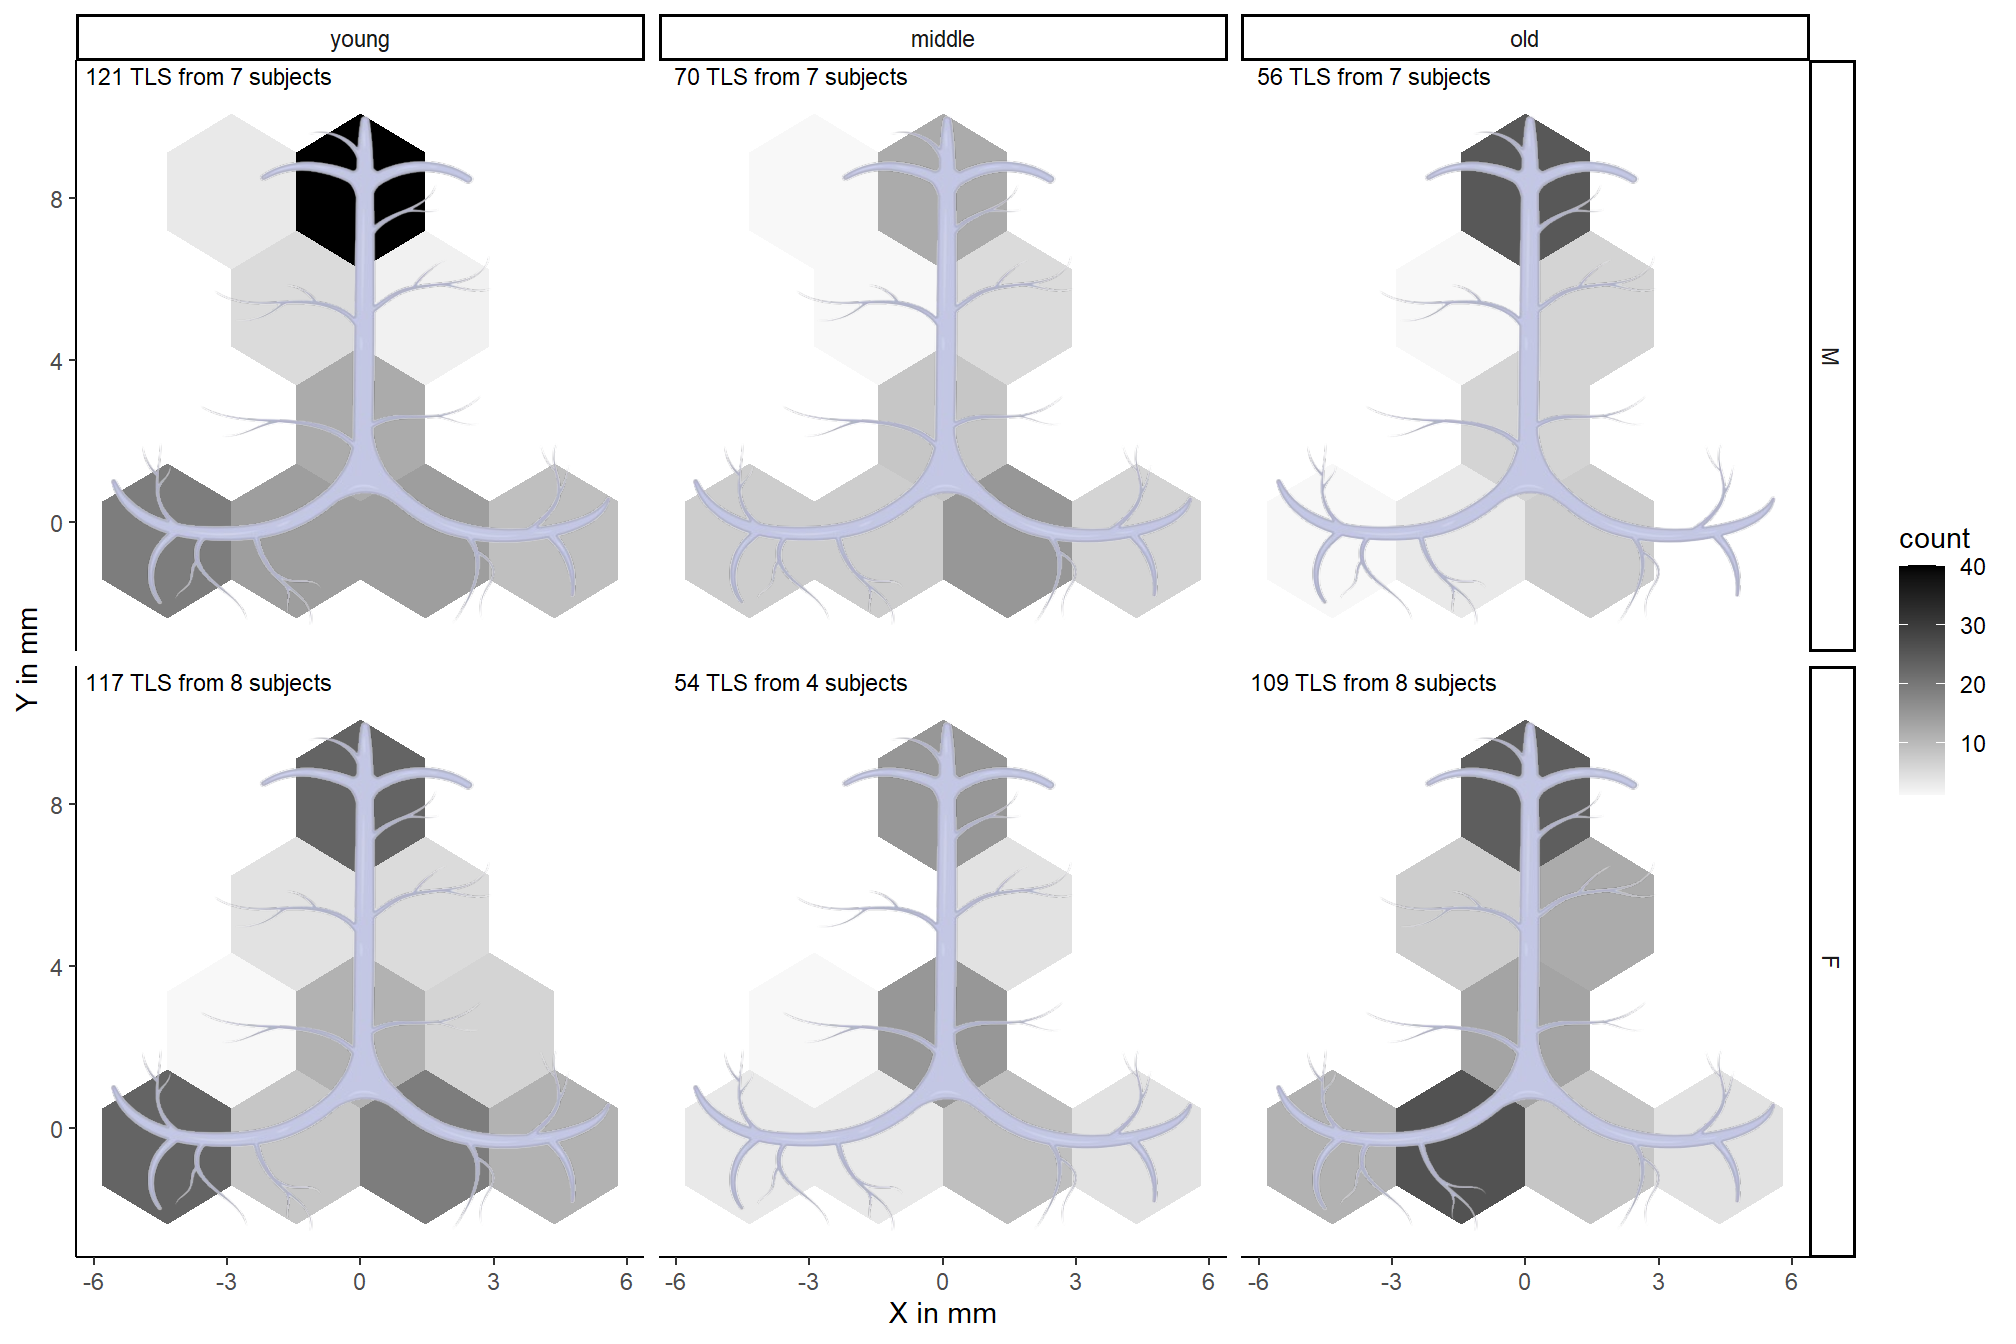 young
middle
old
121 TLS from 7 subjects
70 TLS from 7 subjects
56 TLS from 7 subjects
M
8
4
0
117 TLS from 8 subjects
54 TLS from 4 subjects
109 TLS from 8 subjects
F
8
4
0
Y in mm
-6
-3
0
3
6
-6
-3
0
3
6
-6
-3
0
3
6
X in mm
count
40
30
20
10